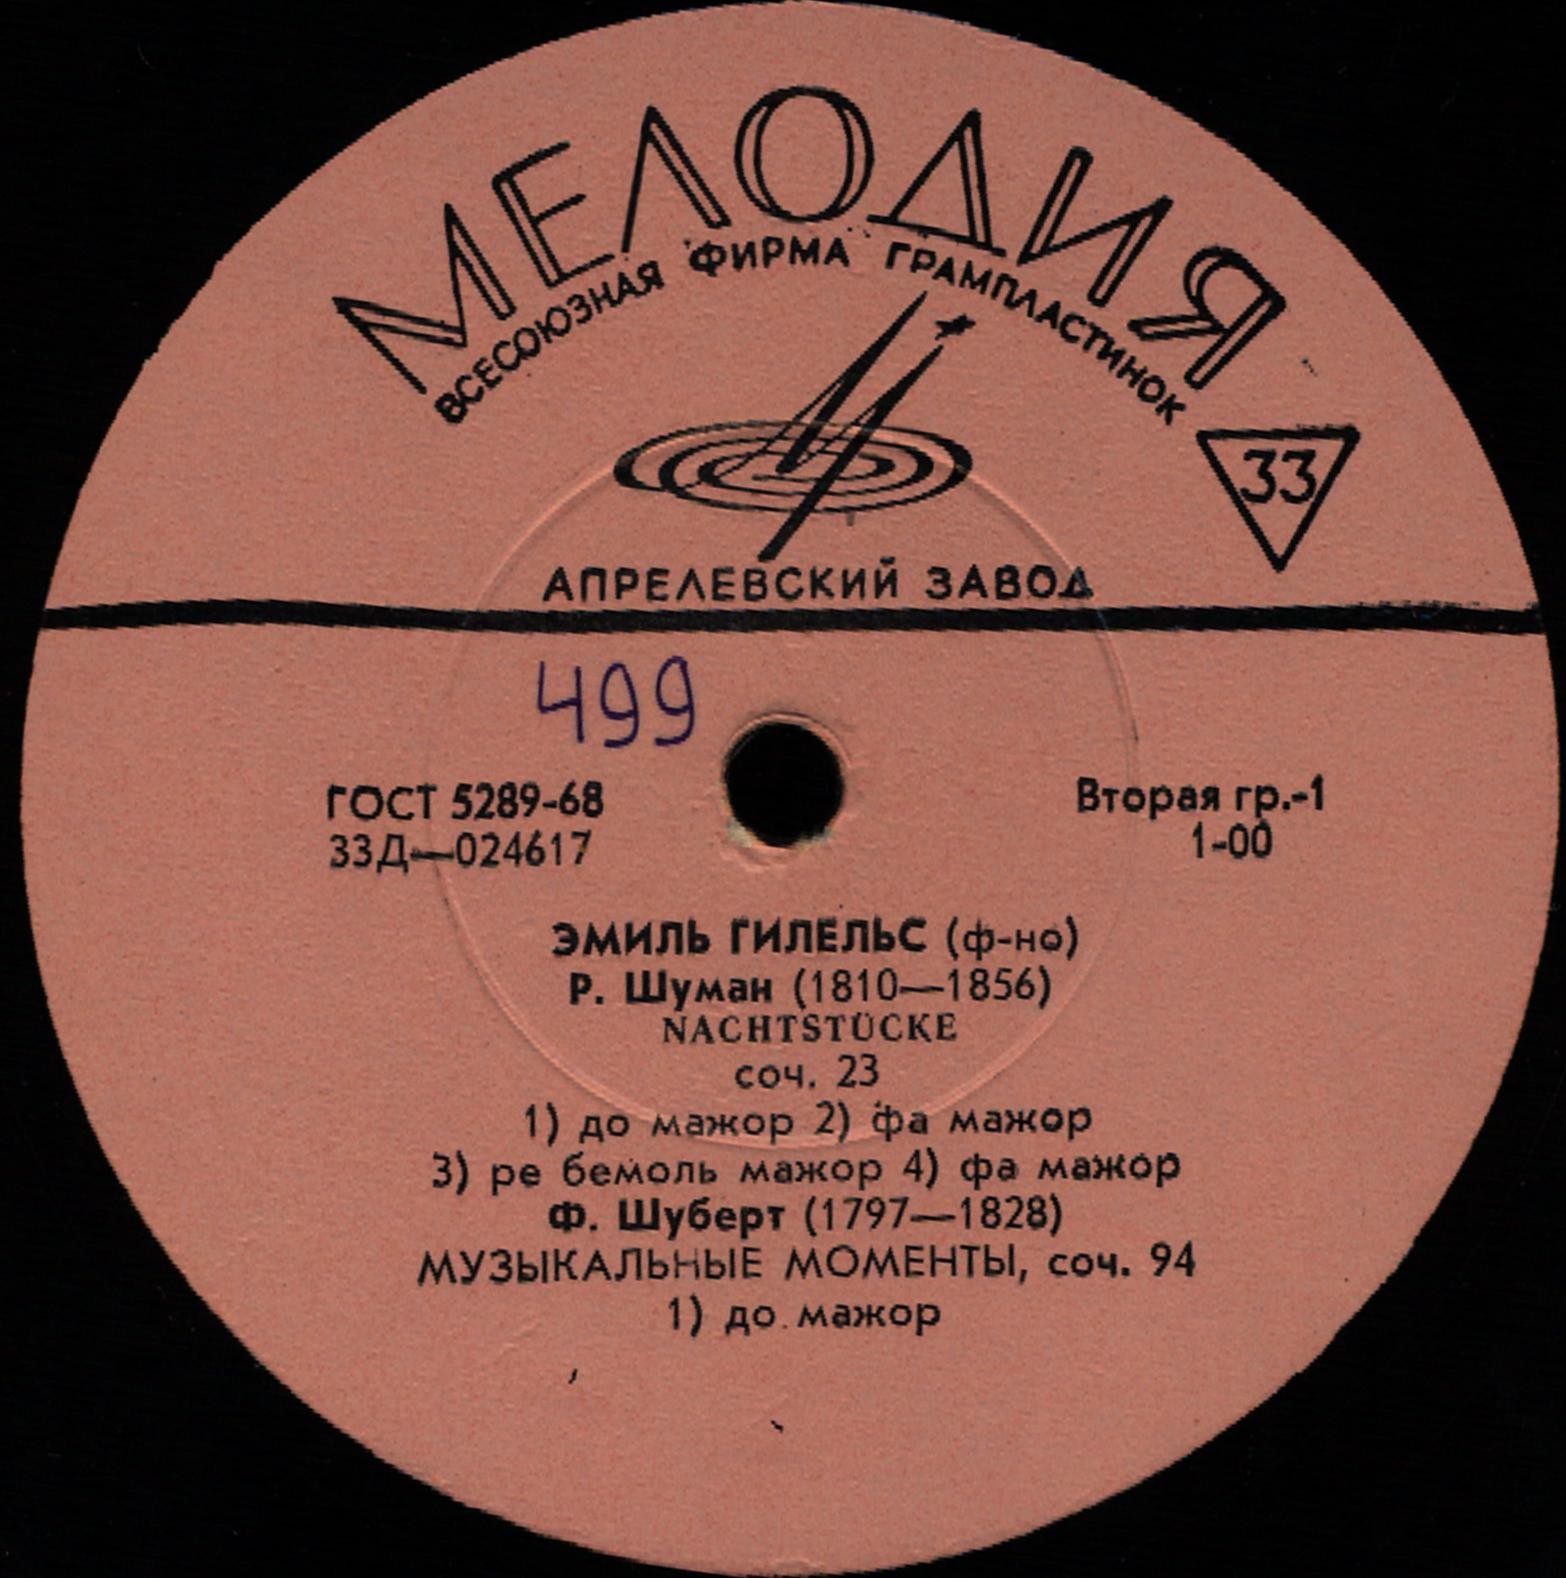 МЕЛОДИЯ
ВСЕСОЮЗНАЯ ФИРМА ГРАМПЛАСТИНОК
33
АПРЕЛЕВСКИЙ ЗАВОД
499
ГОСТ 5289-68
33Д—024617
Вторая гр.-1
1-00
ЭМИЛЬ ГИЛЕЛЬС (ф-но)
Р. Шуман (1810—1856)
NACHTSTÜCKE
соч. 23
1) до мажор 2) фа мажор
3) ре бемоль мажор 4) фа мажор
Ф. Шуберт (1797—1828)
МУЗЫКАЛЬНЫЕ МОМЕНТЫ, соч. 94
1) до мажор